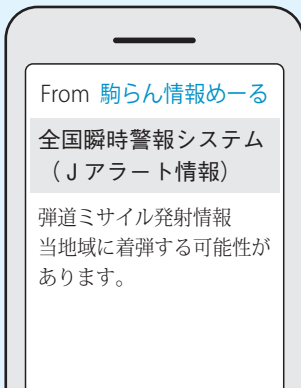 From 駒らん情報めーる
全国瞬時警報システム
（Ｊアラート情報）
弾道ミサイル発射情報
当地域に着弾する可能性が
あります。